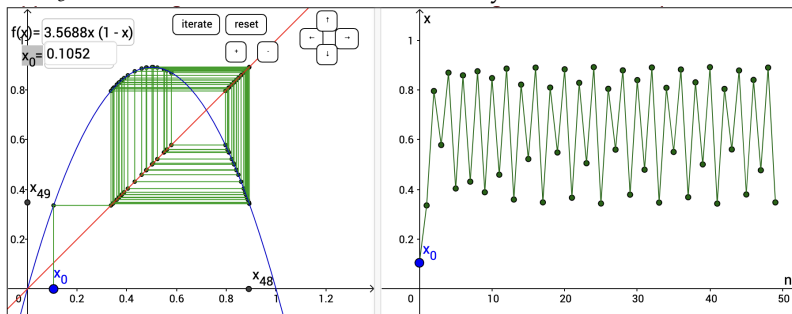 f(x)= 3.5688x (1 - x)
x0= 0.1052
iterate reset
↑
← →
+ -
↓
0.8
0.6
0.4
0.2
x49
x0
x48
0 0.2 0.4 0.6 0.8 1 1.2
x
1
0.8
0.6
0.4
0.2
x0
n
0 10 20 30 40 50